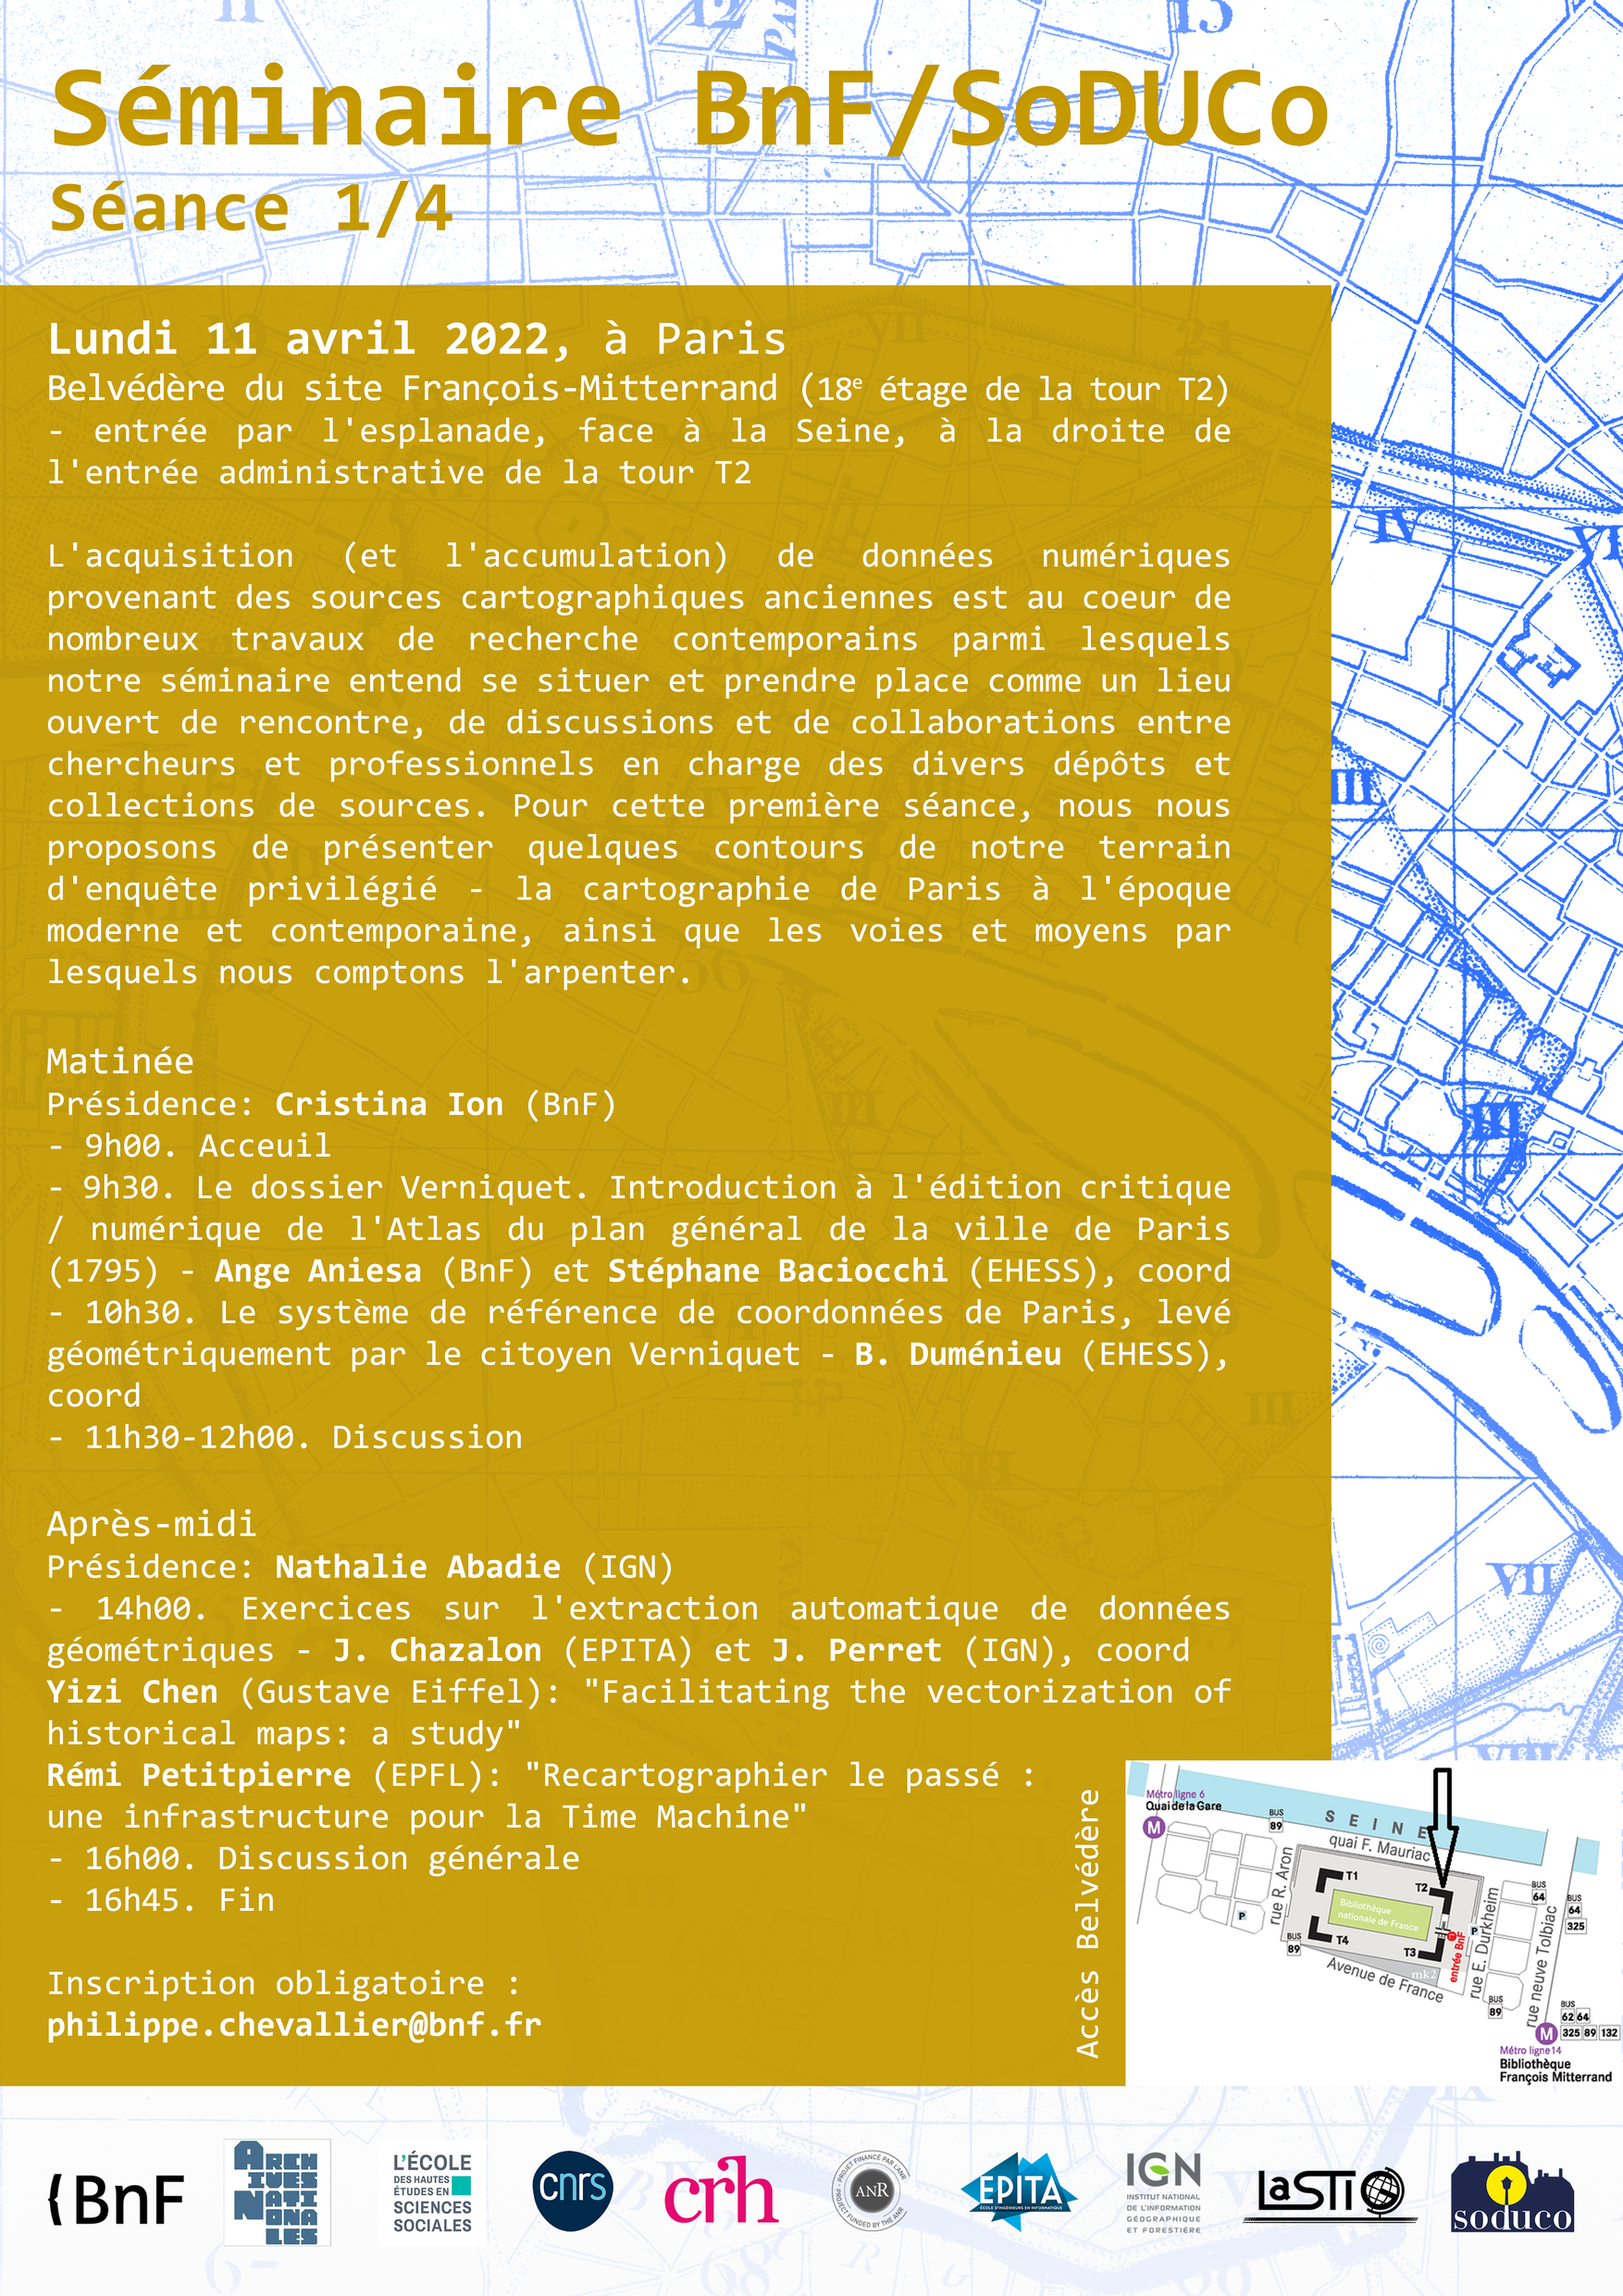 Séminaire BnF/SoDUCo
Séance 1/4
Lundi 11 avril 2022, à Paris
Belvédère du site François-Mitterrand (18e étage de la tour T2)
- entrée par l'esplanade, face à la Seine, à la droite de
l'entrée administrative de la tour T2
L'acquisition (et l'accumulation) de données numériques
provenant des sources cartographiques anciennes est au coeur de
nombreux travaux de recherche contemporains parmi lesquels
notre séminaire entend se situer et prendre place comme un lieu
ouvert de rencontre, de discussions et de collaborations entre
chercheurs et professionnels en charge des divers dépôts et
collections de sources. Pour cette première séance, nous nous
proposons de présenter quelques contours de notre terrain
d'enquête privilégié - la cartographie de Paris à l'époque
moderne et contemporaine, ainsi que les voies et moyens par
lesquels nous comptons l'arpenter.
Matinée
Présidence: Cristina Ion (BnF)
- 9h00. Acceuil
- 9h30. Le dossier Verniquet. Introduction à l'édition critique
/ numérique de l'Atlas du plan général de la ville de Paris
(1795) - Ange Aniesa (BnF) et Stéphane Baciocchi (EHESS), coord
- 10h30. Le système de référence de coordonnées de Paris, levé
géométriquement par le citoyen Verniquet - B. Duménieu (EHESS),
coord
- 11h30-12h00. Discussion
Après-midi
Présidence: Nathalie Abadie (IGN)
- 14h00. Exercices sur l'extraction automatique de données
géométriques - J. Chazalon (EPITA) et J. Perret (IGN), coord
Yizi Chen (Gustave Eiffel): "Facilitating the vectorization of
historical maps: a study"
Rémi Petitpierre (EPFL): "Recartographier le passé :
une infrastructure pour la Time Machine"
- 16h00. Discussion générale
- 16h45. Fin
Inscription obligatoire :
philippe.chevallier@bnf.fr
Accès Belvédère
Métro ligne 6
Quai de la Gare
M
BUS
89
SEINE
quai F. Mauriac
rue R. Aron
T1
T2
Bibliothèque
nationale de France
T4
T3
P
P
BUS
89
entrée BnF
mk2
Avenue de France
rue E. Durkheim
BUS
64
BUS
64
325
rue neuve Tolbiac
BUS
89
BUS
62 64
325 89 132
M
Métro ligne 14
Bibliothèque
François Mitterrand
BnF
ARCHIVES NATIONALES
L'ÉCOLE
DES HAUTES
ÉTUDES EN
SCIENCES
SOCIALES
cnrs
crh
PROJET FINANCÉ PAR L'ANR
ANR
PROJECT FUNDED BY THE ANR
EPITA
ÉCOLE D'INGÉNIEURS EN INFORMATIQUE
IGN
INSTITUT NATIONAL
DE L'INFORMATION
GÉOGRAPHIQUE
ET FORESTIÈRE
LaSTIG
soduco
11
12
13
IV
VI
III
III
VII